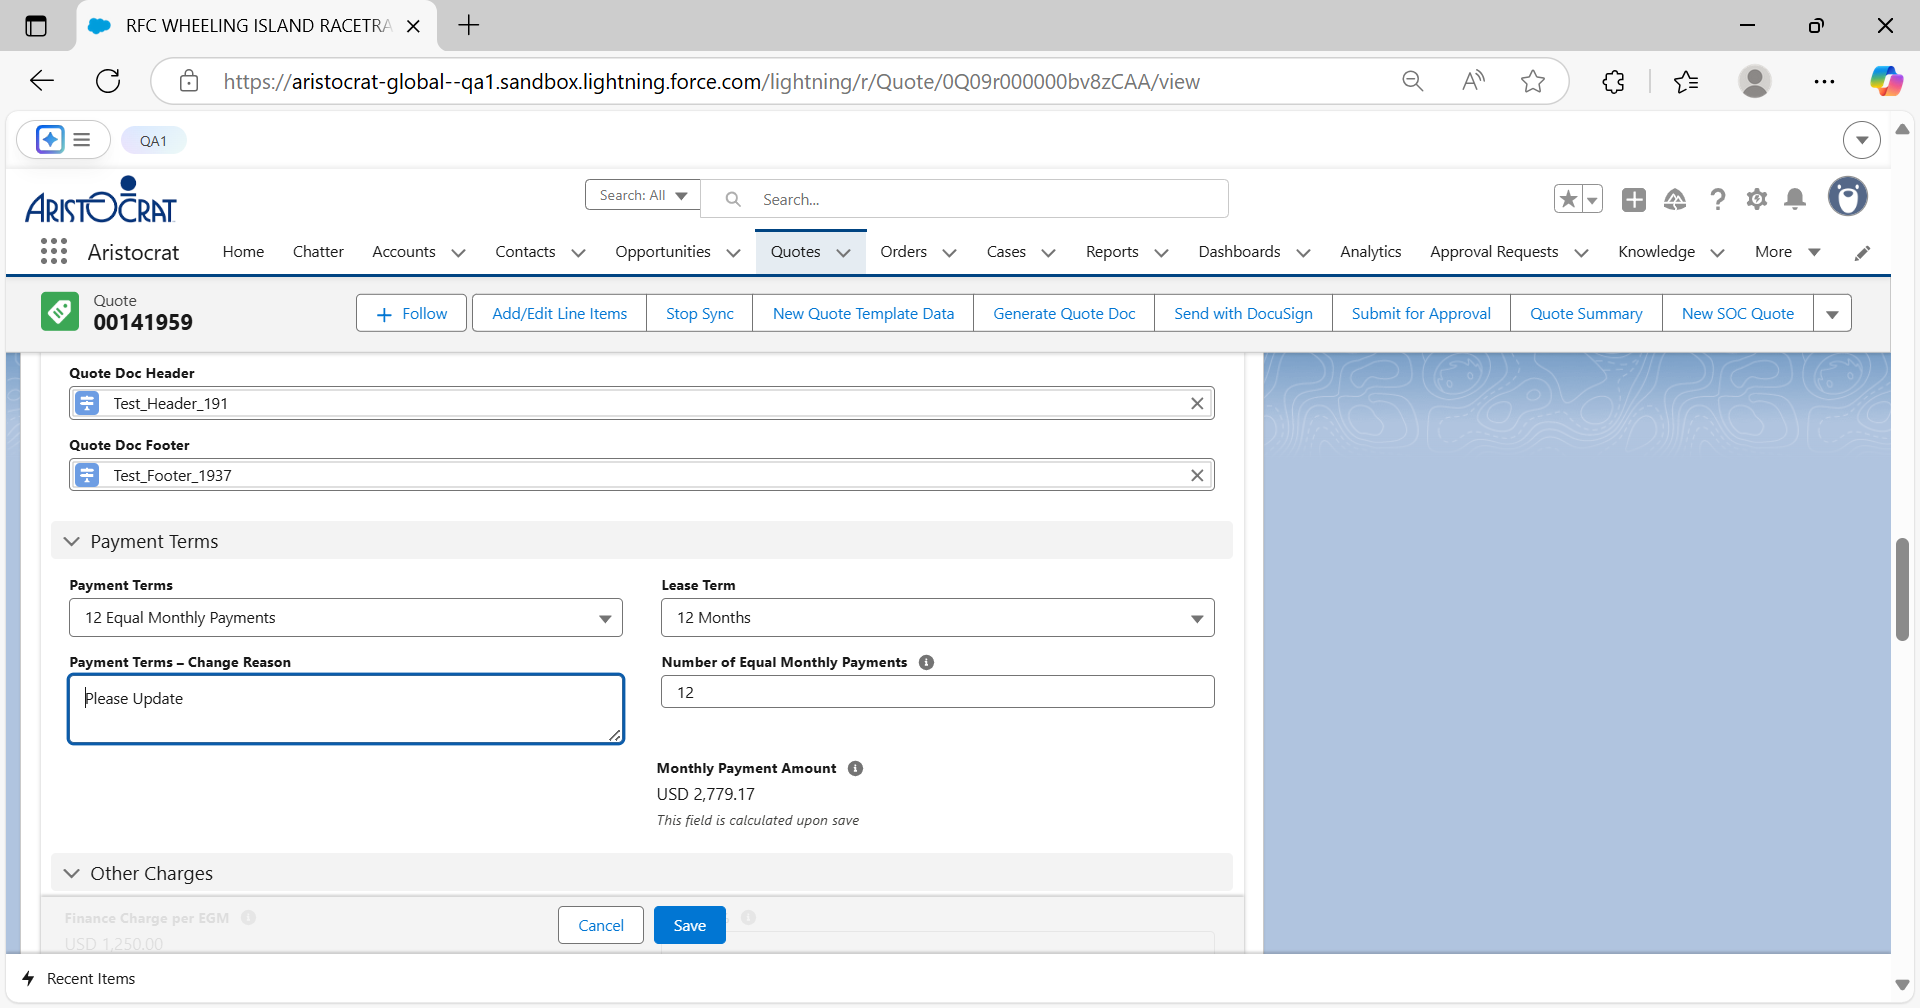 RFC WHEELING ISLAND RACETRA
https://aristocrat-global--qa1.sandbox.lightning.force.com/lightning/r/Quote/0Q09r000000bv8zCAA/view
QA1
ARISTOCRAT
Search: All
Search...
Aristocrat
Home
Chatter
Accounts
Contacts
Opportunities
Quotes
Orders
Cases
Reports
Dashboards
Analytics
Approval Requests
Knowledge
More
Quote
00141959
Follow
Add/Edit Line Items
Stop Sync
New Quote Template Data
Generate Quote Doc
Send with DocuSign
Submit for Approval
Quote Summary
New SOC Quote
Quote Doc Header
Test_Header_191
Quote Doc Footer
Test_Footer_1937
Payment Terms
Payment Terms
12 Equal Monthly Payments
Lease Term
12 Months
Payment Terms – Change Reason
Please Update
Number of Equal Monthly Payments
12
Monthly Payment Amount
USD 2,779.17
This field is calculated upon save
Other Charges
Finance Charge per EGM
USD 1,250.00
Cancel
Save
Recent Items